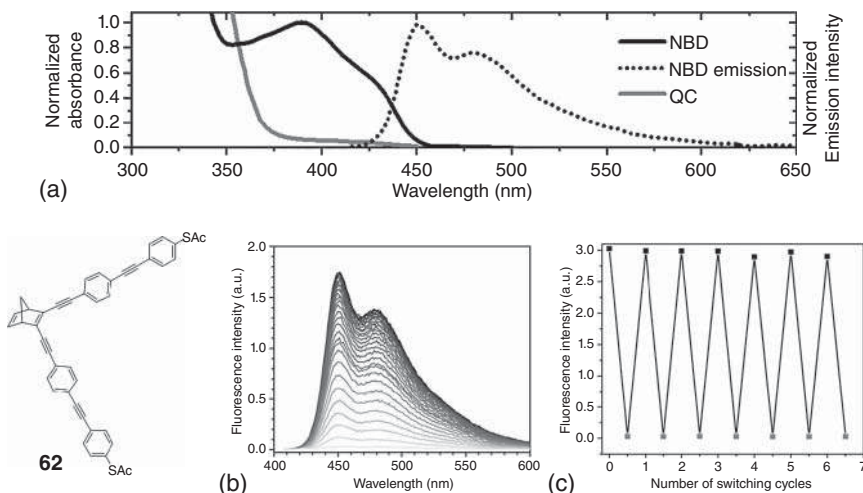 1.0
0.8
0.6
0.4
0.2
0.0
Normalized
absorbance
NBD
NBD emission
QC
Normalized
Emission intensity
300 350 400 450 500 550 600 650
Wavelength (nm)
(a)
SAc
62
SAc
2.0
1.5
1.0
0.5
0.0
Fluorescence intensity (a.u.)
400 450 500 550 600
Wavelength (nm)
(b)
3.0
2.5
2.0
1.5
1.0
0.5
0.0
Fluorescence intensity (a.u.)
0 1 2 3 4 5 6 7
Number of switching cycles
(c)